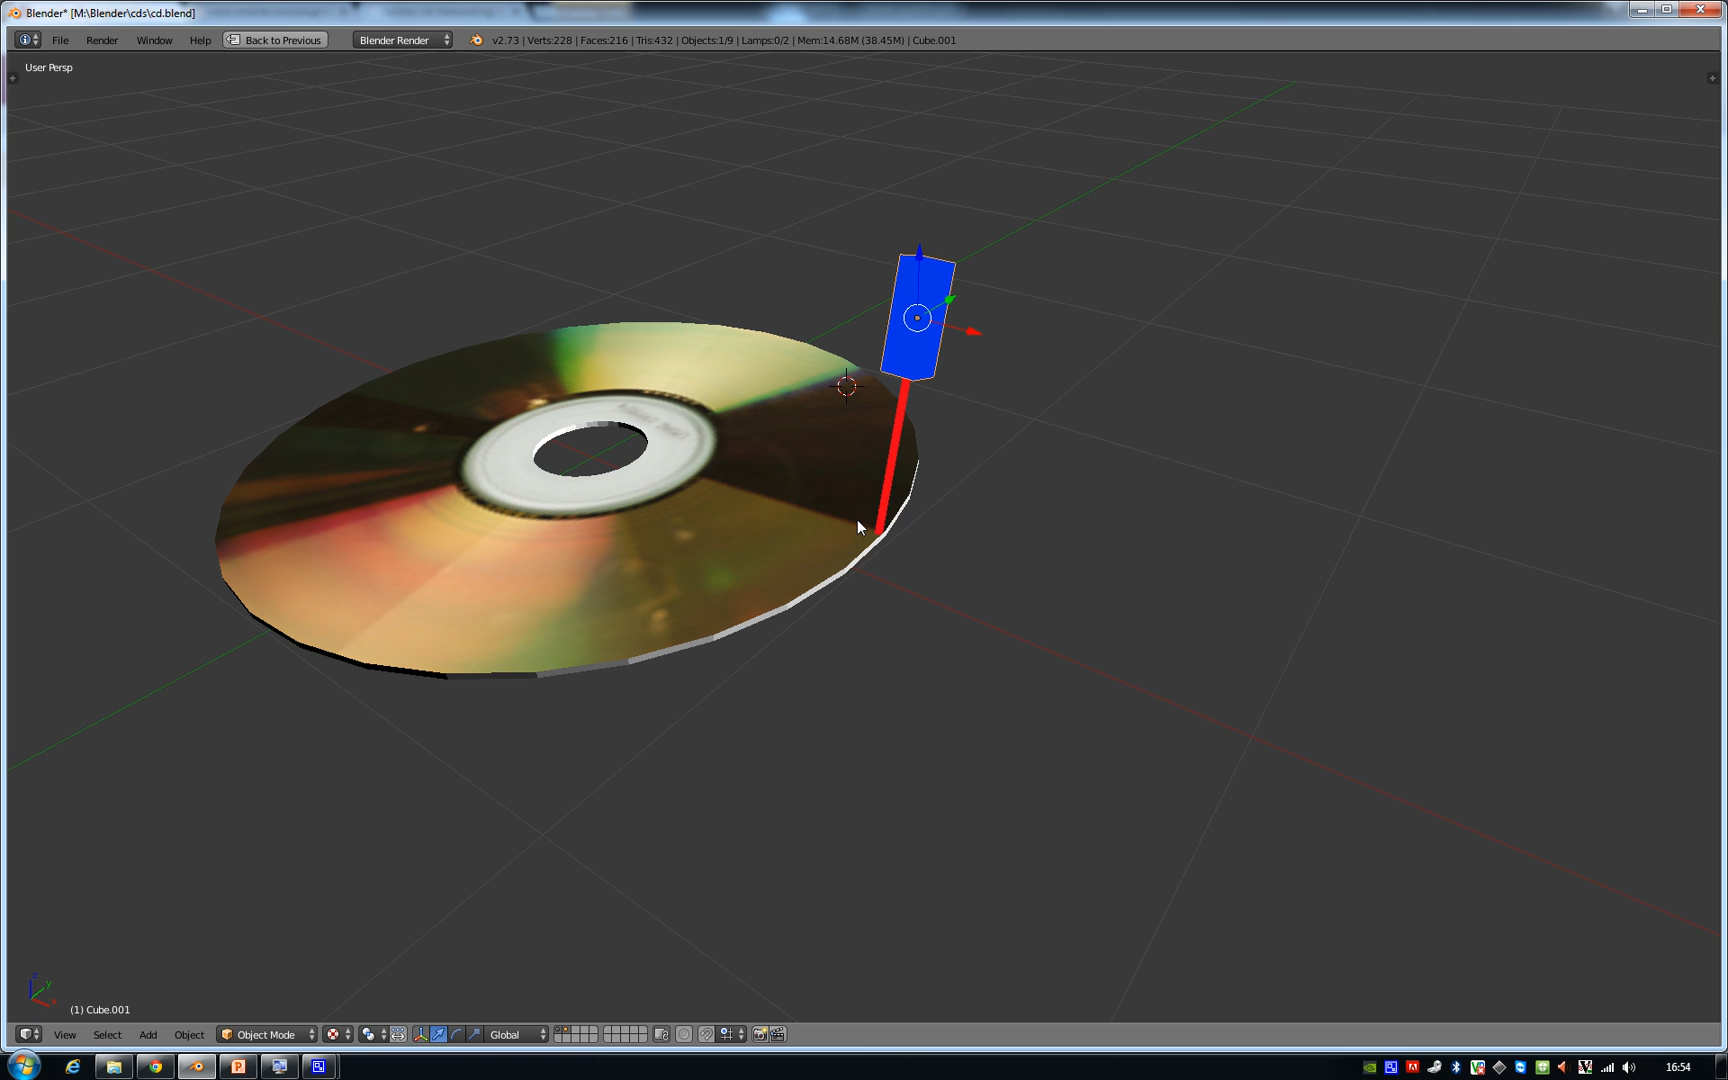 Blender* [M:\Blender\cds\cd.blend]
File Render Window Help Back to Previous Blender Render v2.73 | Verts:228 | Faces:216 | Tris:432 | Objects:1/9 | Lamps:0/2 | Mem:14.68M (38.45M) | Cube.001
User Persp
z
y
x
(1) Cube.001
View Select Add Object Object Mode Global
16:54